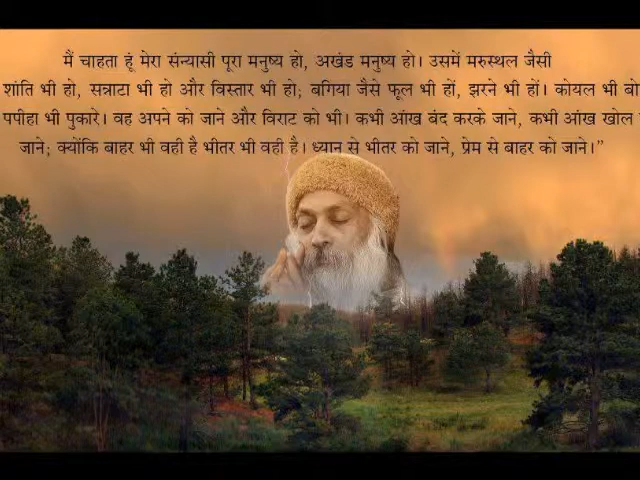 मैं चाहता हूं मेरा संन्यासी पूरा मनुष्य हो, अखंड मनुष्य हो। उसमें मरुस्थल जैसी
शांति भी हो, सन्नाटा भी हो और विस्तार भी हो; बगिया जैसे फूल भी हों, झरने भी हों। कोयल भी बो
पपीहा भी पुकारे। वह अपने को जाने और विराट को भी। कभी आंख बंद करके जाने, कभी आंख खोल
जाने; क्योंकि बाहर भी वही है भीतर भी वही है। ध्यान से भीतर को जाने, प्रेम से बाहर को जाने।”